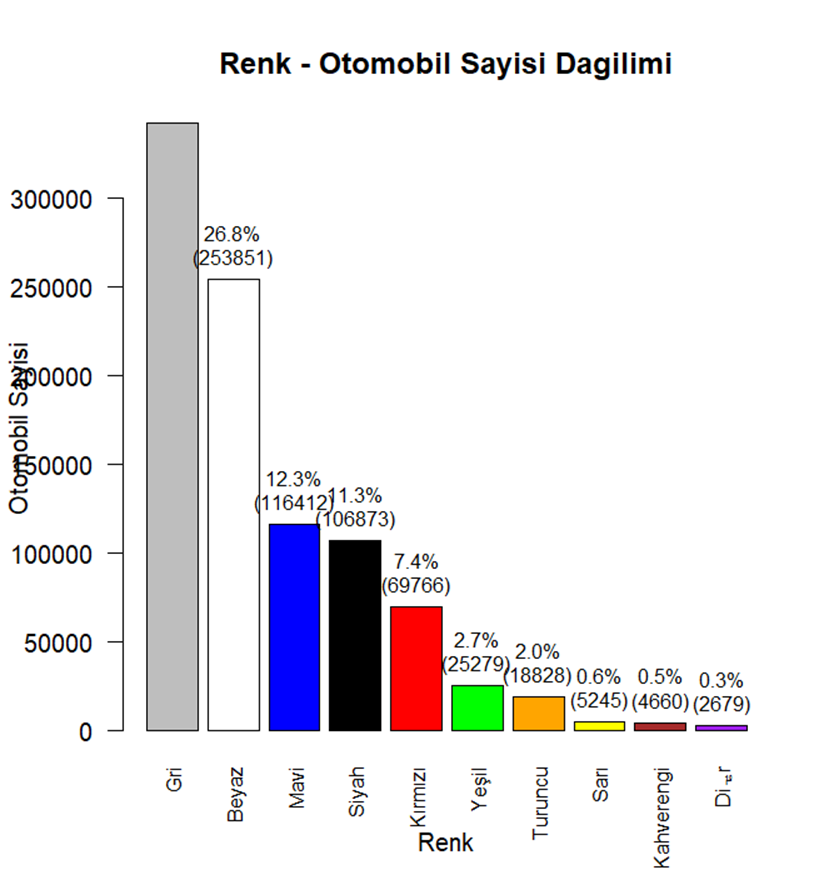 Renk - Otomobil Sayisi Dagilimi
Otomobil Sayisi
300000
250000
200000
150000
100000
50000
0
26.8%
(253851)
12.3%
(116412)
11.3%
(106873)
7.4%
(69766)
2.7%
(25279)
2.0%
(18828)
0.6%
(5245)
0.5%
(4660)
0.3%
(2679)
Gri
Beyaz
Mavi
Siyah
Kırmızı
Yeşil
Turuncu
Sarı
Kahverengi
Renk